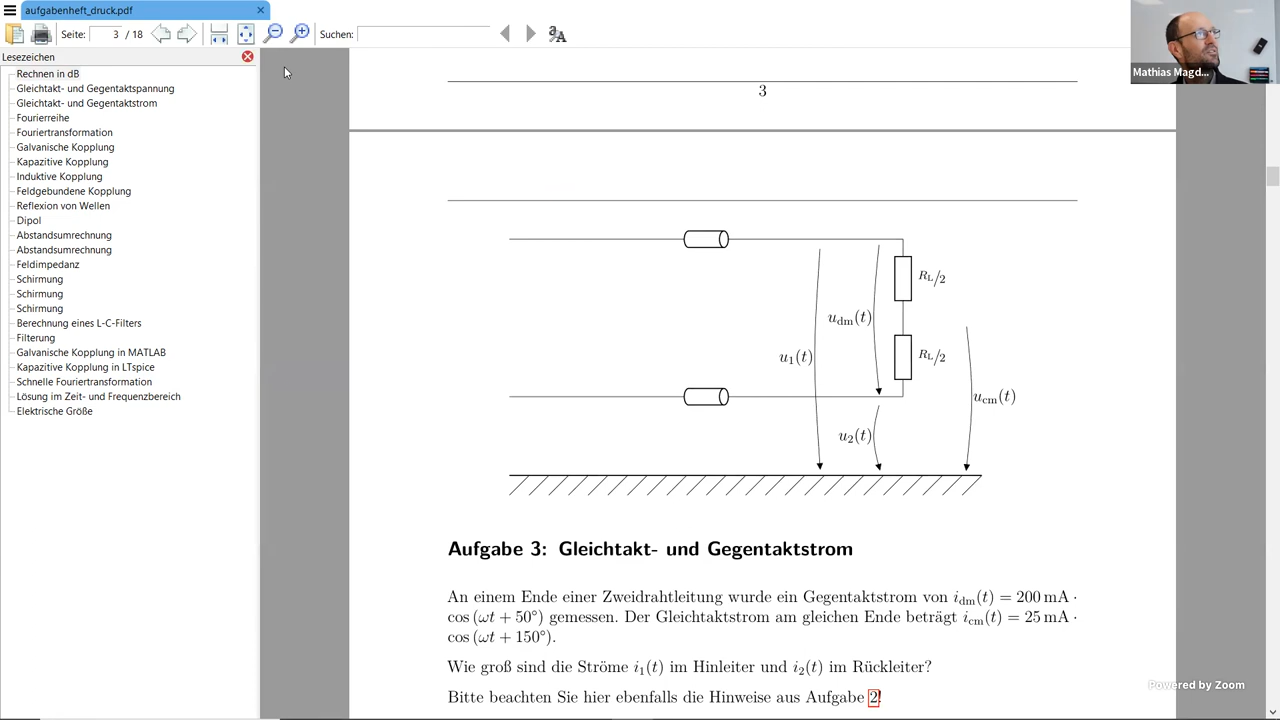 aufgabenheft_druck.pdf
Seite: 3 / 18 Suchen:
Lesezeichen
Rechnen in dB
Gleichtakt- und Gegentaktspannung
Gleichtakt- und Gegentaktstrom
Fourierreihe
Fouriertransformation
Galvanische Kopplung
Kapazitive Kopplung
Induktive Kopplung
Feldgebundene Kopplung
Reflexion von Wellen
Dipol
Abstandsumrechnung
Abstandsumrechnung
Feldimpedanz
Schirmung
Schirmung
Schirmung
Berechnung eines L-C-Filters
Filterung
Galvanische Kopplung in MATLAB
Kapazitive Kopplung in LTspice
Schnelle Fouriertransformation
Lösung im Zeit- und Frequenzbereich
Elektrische Größe
3
R_L/2
u_dm(t)
u_1(t)
R_L/2
u_cm(t)
u_2(t)
Aufgabe 3: Gleichtakt- und Gegentaktstrom
An einem Ende einer Zweidrahtleitung wurde ein Gegentaktstrom von i_dm(t) = 200 mA ·
cos (ωt + 50°) gemessen. Der Gleichtaktstrom am gleichen Ende beträgt i_cm(t) = 25 mA ·
cos (ωt + 150°).
Wie groß sind die Ströme i_1(t) im Hinleiter und i_2(t) im Rückleiter?
Bitte beachten Sie hier ebenfalls die Hinweise aus Aufgabe 2!
Mathias Magd...
Powered by Zoom